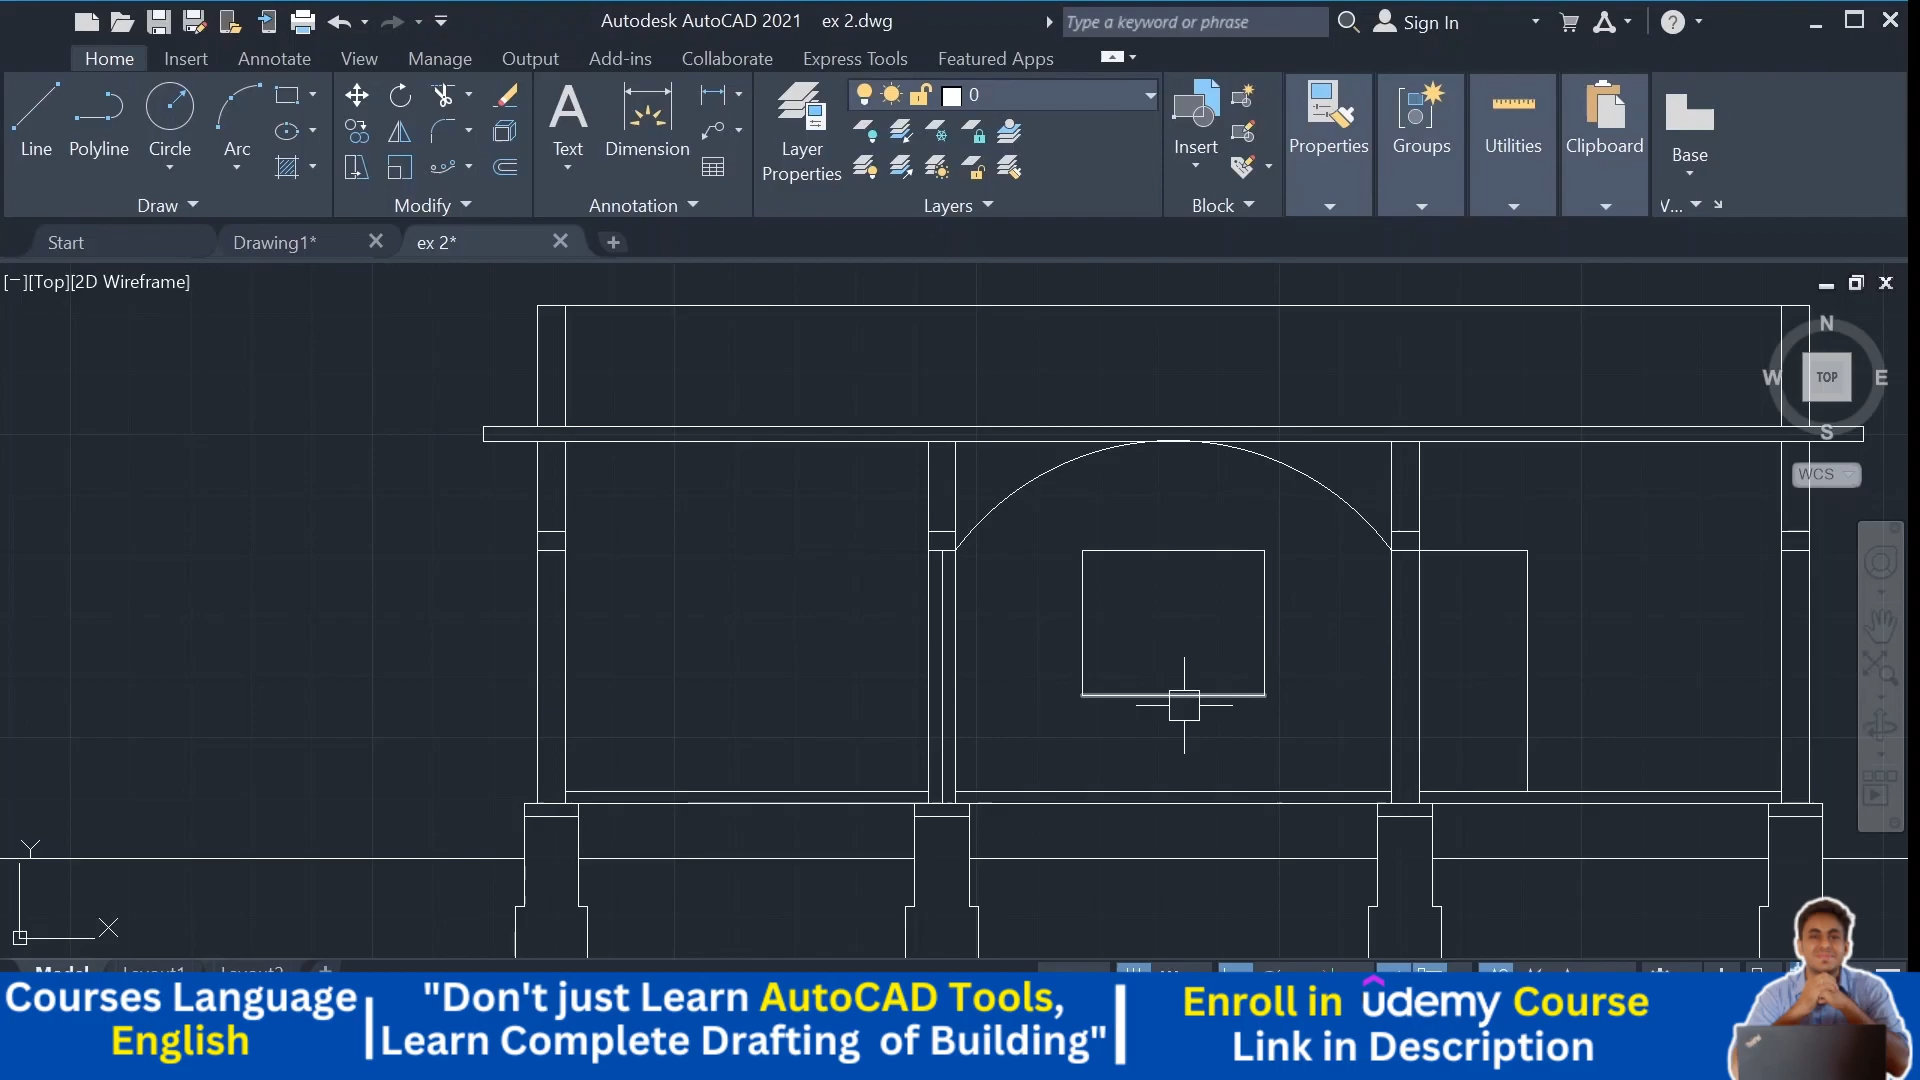 Autodesk AutoCAD 2021 ex 2.dwg
Type a keyword or phrase
Sign In
Home Insert Annotate View Manage Output Add-ins Collaborate Express Tools Featured Apps
Line Polyline Circle Arc
Text Dimension
Layer Properties
0
Insert
Properties Groups Utilities Clipboard Base
Draw Modify Annotation Layers Block V...
Start Drawing1* ex 2*
[−][Top][2D Wireframe]
N
W TOP E
S
WCS
Y
X
Model Layout1 Layout2
Courses Language
English
"Don't just Learn AutoCAD Tools,
Learn Complete Drafting of Building"
Enroll in udemy Course
Link in Description